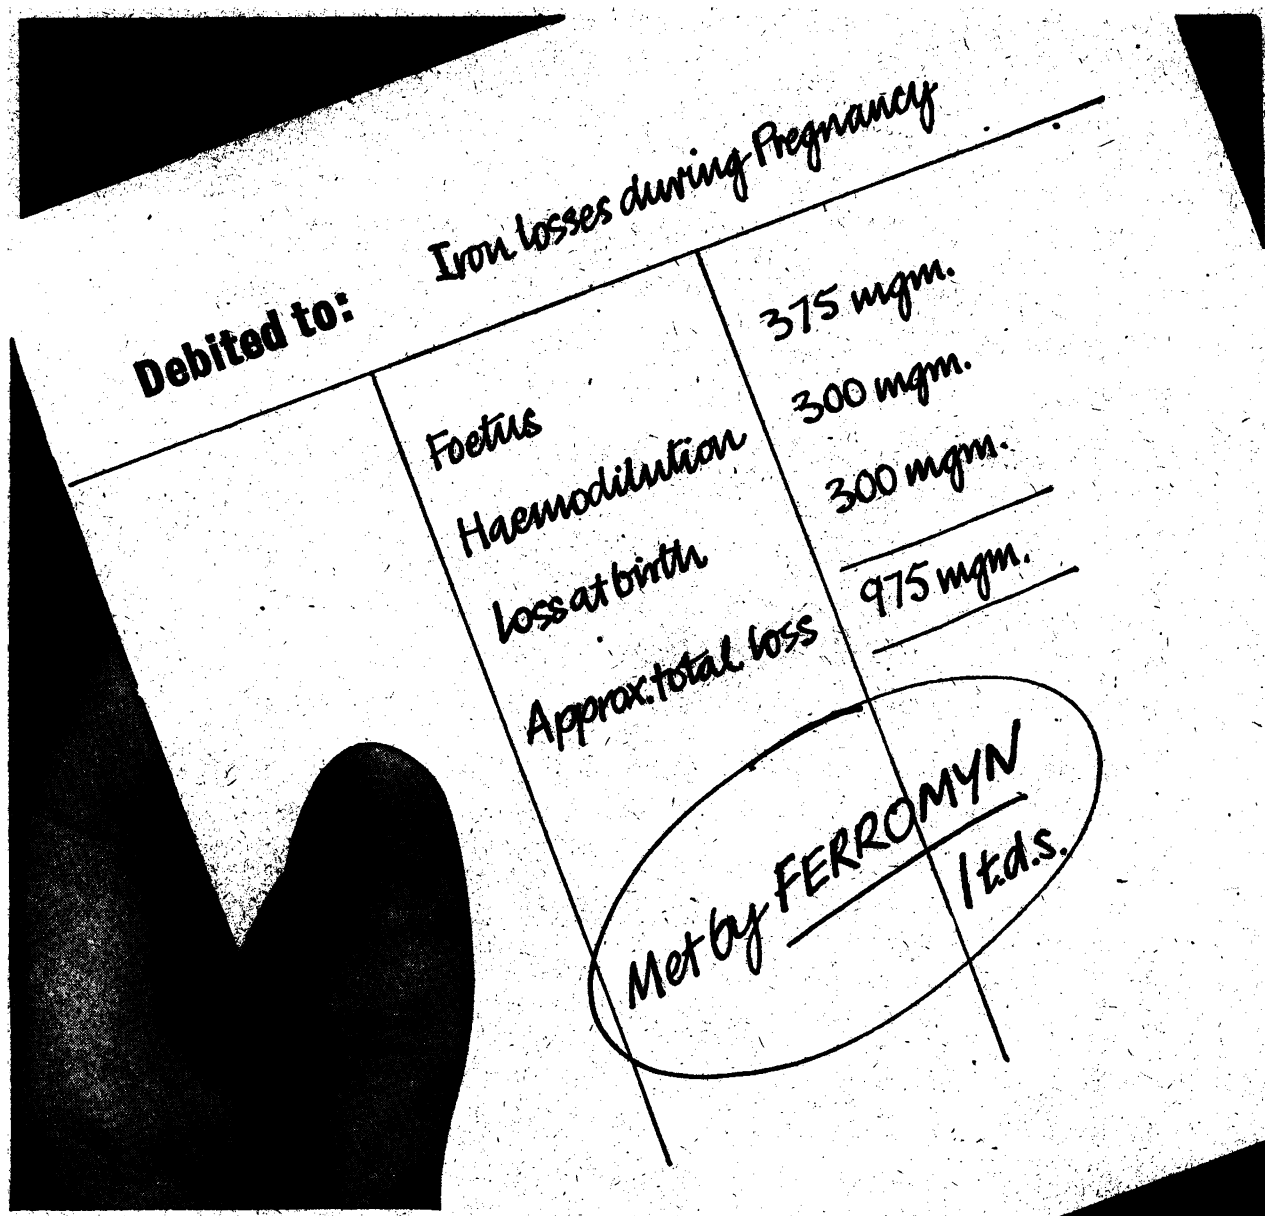 Debited to: Iron losses during Pregnancy
Foetus 375 mgm.
Haemodilution 300 mgm.
Loss at birth 300 mgm.
Approx. total loss 975 mgm.
Met by FERROMYN
1 t.d.s.